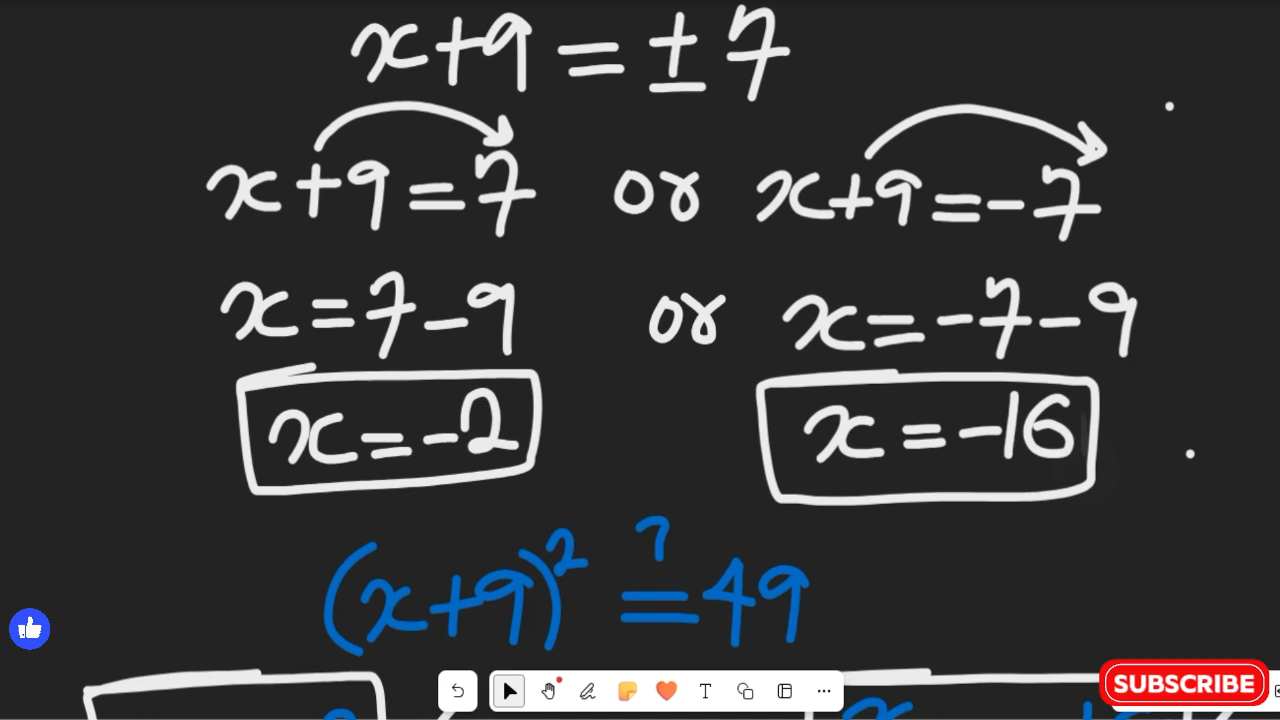 x+9=±7
x+9=7 or x+9=-7
x=7-9 or x=-7-9
x=-2 x=-16
(x+9)² ?= 49
T ...
SUBSCRIBE